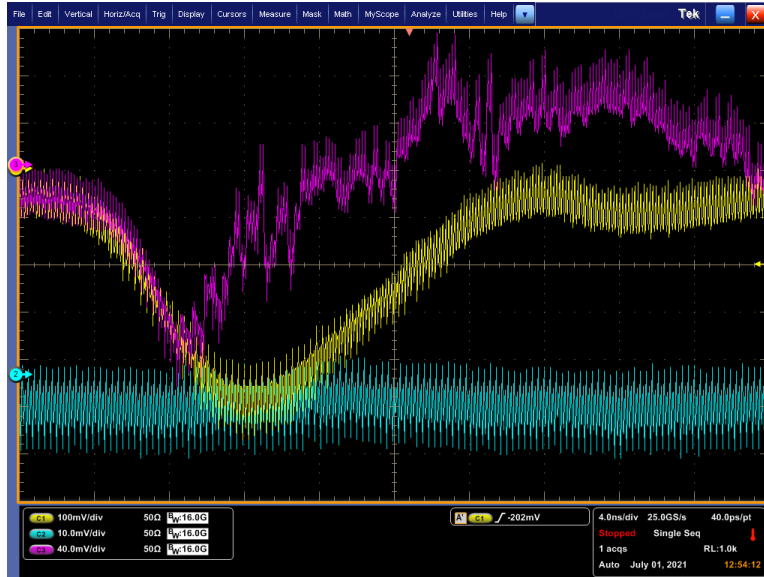 File Edit Vertical Horiz/Acq Trig Display Cursors Measure Mask Math MyScope Analyze Utilities Help Tek X
3
2
C1 100mV/div 50Ω BW:16.0G
C2 10.0mV/div 50Ω BW:16.0G
C3 40.0mV/div 50Ω BW:16.0G
A' C1 -202mV
4.0ns/div 25.0GS/s 40.0ps/pt
Stopped Single Seq
1 acqs RL:1.0k
Auto July 01, 2021 12:54:12